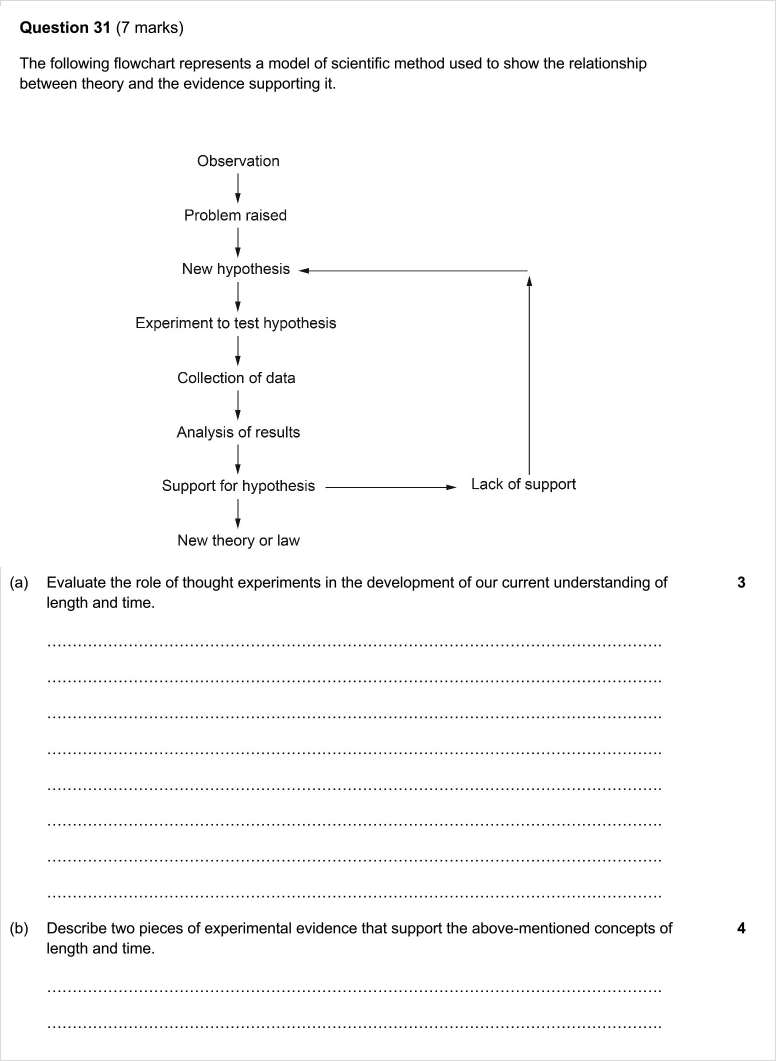 Question 31 (7 marks)
The following flowchart represents a model of scientific method used to show the relationship
between theory and the evidence supporting it.
Observation
Problem raised
New hypothesis
Experiment to test hypothesis
Collection of data
Analysis of results
Support for hypothesis
Lack of support
New theory or law
(a) Evaluate the role of thought experiments in the development of our current understanding of 3
length and time.
(b) Describe two pieces of experimental evidence that support the above-mentioned concepts of 4
length and time.